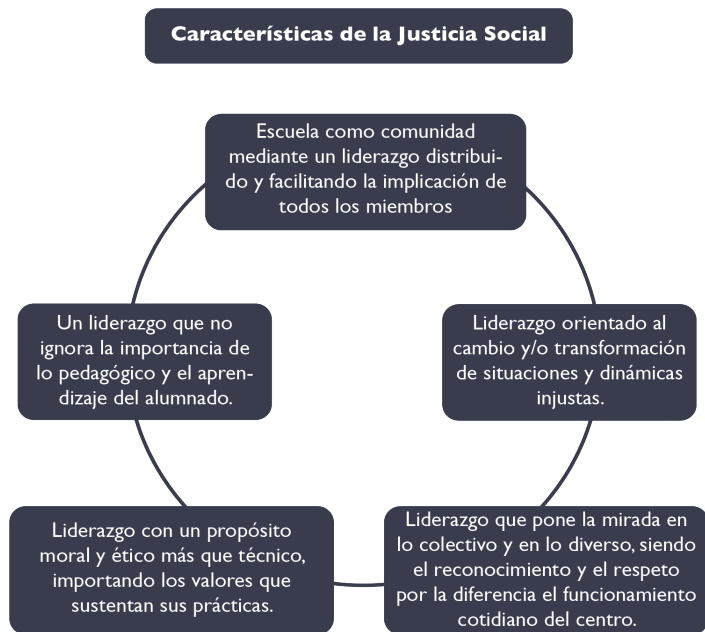 Características de la Justicia Social
Escuela como comunidad
mediante un liderazgo distribui-
do y facilitando la implicación de
todos los miembros
Un liderazgo que no
ignora la importancia de
lo pedagógico y el apren-
dizaje del alumnado.
Liderazgo orientado al
cambio y/o transformación
de situaciones y dinámicas
injustas.
Liderazgo con un propósito
moral y ético más que técnico,
importando los valores que
sustentan sus prácticas.
Liderazgo que pone la mirada en
lo colectivo y en lo diverso, siendo
el reconocimiento y el respeto
por la diferencia el funcionamiento
cotidiano del centro.